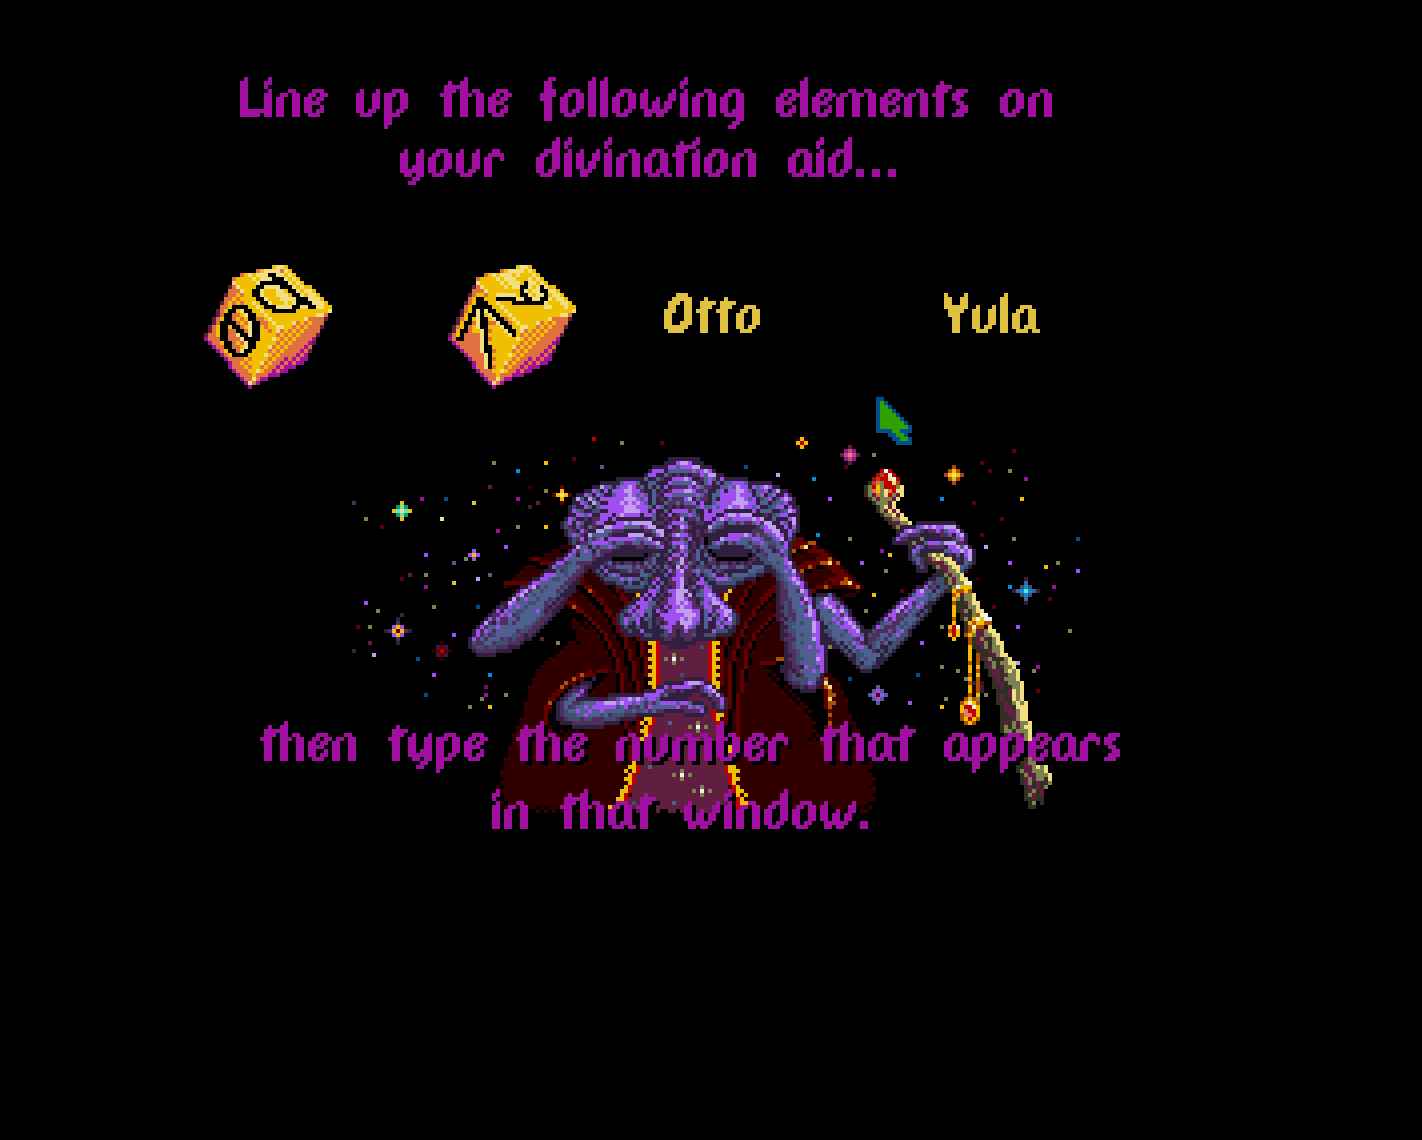 Line up the following elements on
your divination aid...
Otto Yula
then type the number that appears
in that window.